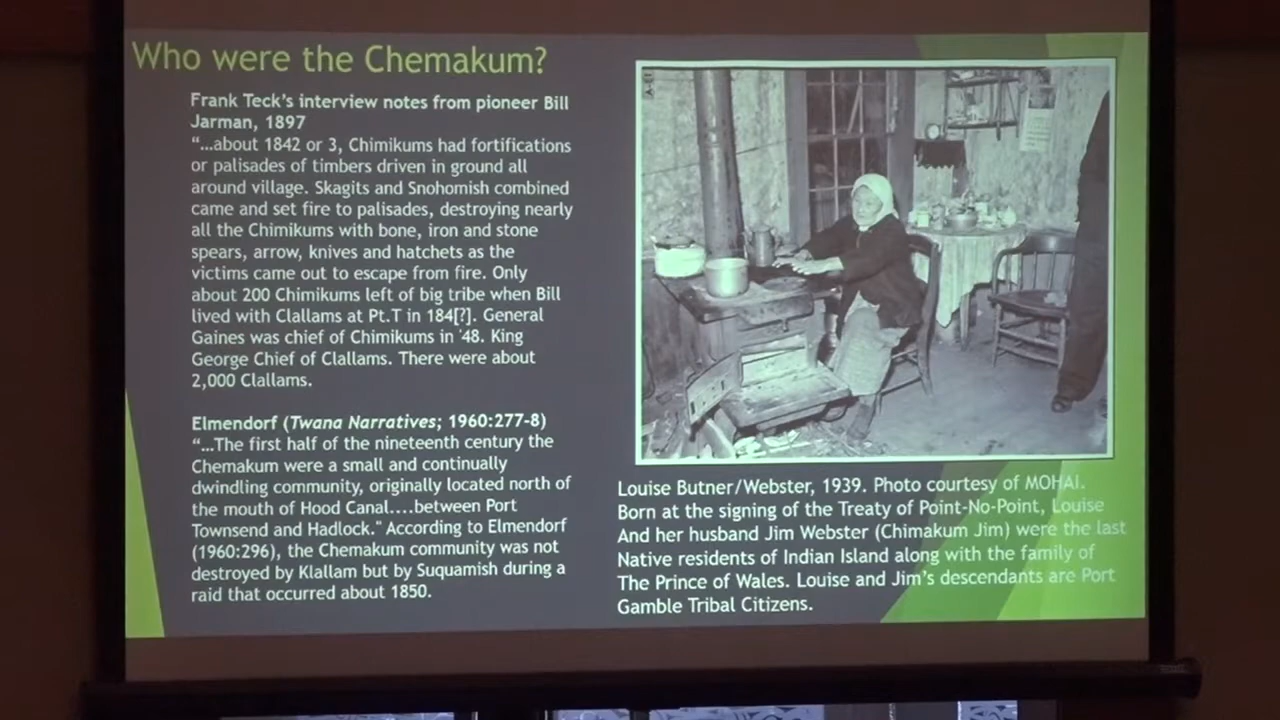 Who were the Chemakum?
Frank Teck's interview notes from pioneer Bill
Jarman, 1897
"...about 1842 or 3, Chimikums had fortifications
or palisades of timbers driven in ground all
around village. Skagits and Snohomish combined
came and set fire to palisades, destroying nearly
all the Chimikums with bone, iron and stone
spears, arrow, knives and hatchets as the
victims came out to escape from fire. Only
about 200 Chimikums left of big tribe when Bill
lived with Clallams at Pt.T in 184[?]. General
Gaines was chief of Chimikums in '48. King
George Chief of Clallams. There were about
2,000 Clallams.
Elmendorf (Twana Narratives; 1960:277-8)
"...The first half of the nineteenth century the
Chemakum were a small and continually
dwindling community, originally located north of
the mouth of Hood Canal....between Port
Townsend and Hadlock." According to Elmendorf
(1960:296), the Chemakum community was not
destroyed by Klallam but by Suquamish during a
raid that occurred about 1850.
Louise Butner/Webster, 1939. Photo courtesy of MOHAI.
Born at the signing of the Treaty of Point-No-Point, Louise
And her husband Jim Webster (Chimakum Jim) were the last
Native residents of Indian Island along with the family of
The Prince of Wales. Louise and Jim's descendants are Port
Gamble Tribal Citizens.